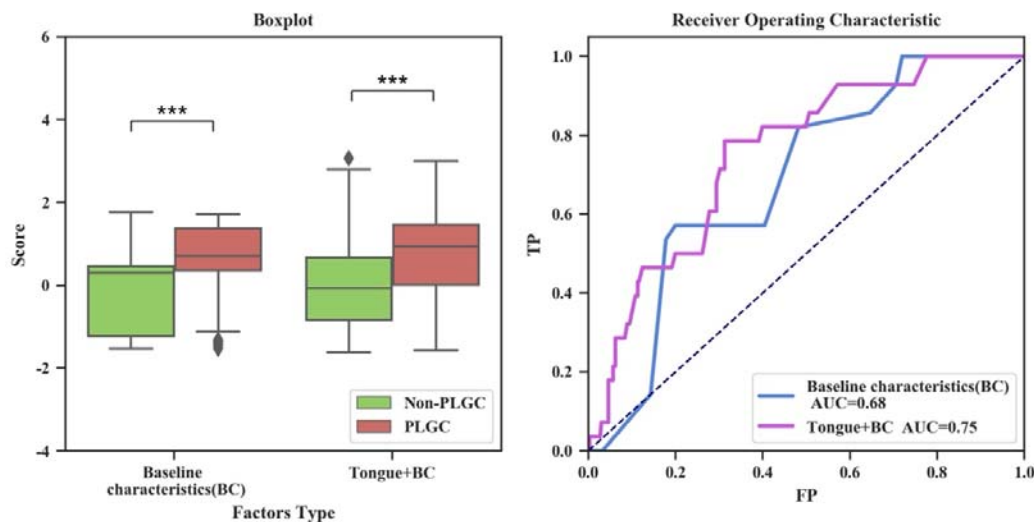 Boxplot
6
4
2
0
-2
-4
Score
***
***
Non-PLGC
PLGC
Baseline
characteristics(BC)
Tongue+BC
Factors Type
Receiver Operating Characteristic
1.0
0.8
0.6
0.4
0.2
0.0
TP
Baseline characteristics(BC)
AUC=0.68
Tongue+BC AUC=0.75
0.0 0.2 0.4 0.6 0.8 1.0
FP